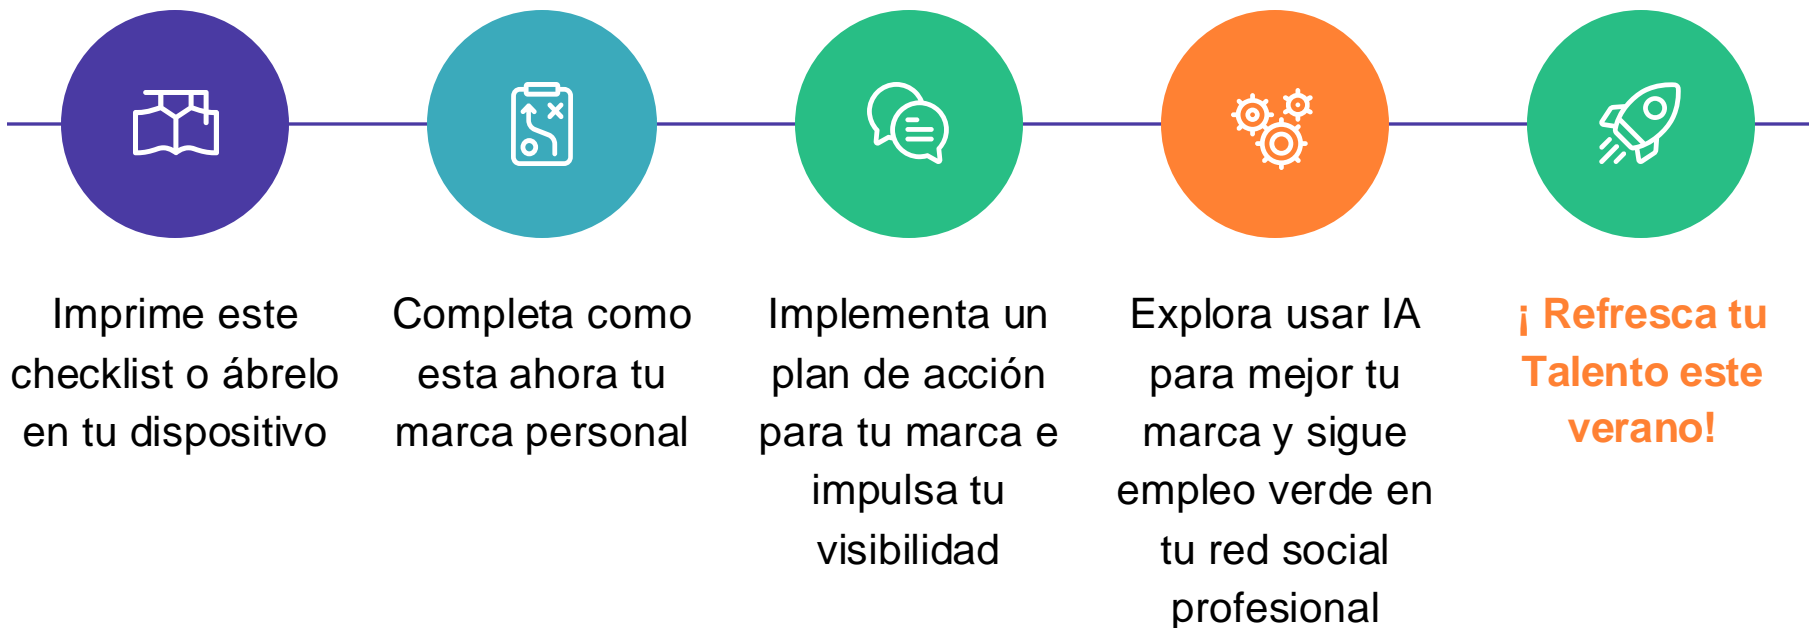 Imprime este
checklist o ábrelo
en tu dispositivo
Completa como
esta ahora tu
marca personal
Implementa un
plan de acción
para tu marca e
impulsa tu
visibilidad
Explora usar IA
para mejor tu
marca y sigue
empleo verde en
tu red social
profesional
¡ Refresca tu
Talento este
verano!